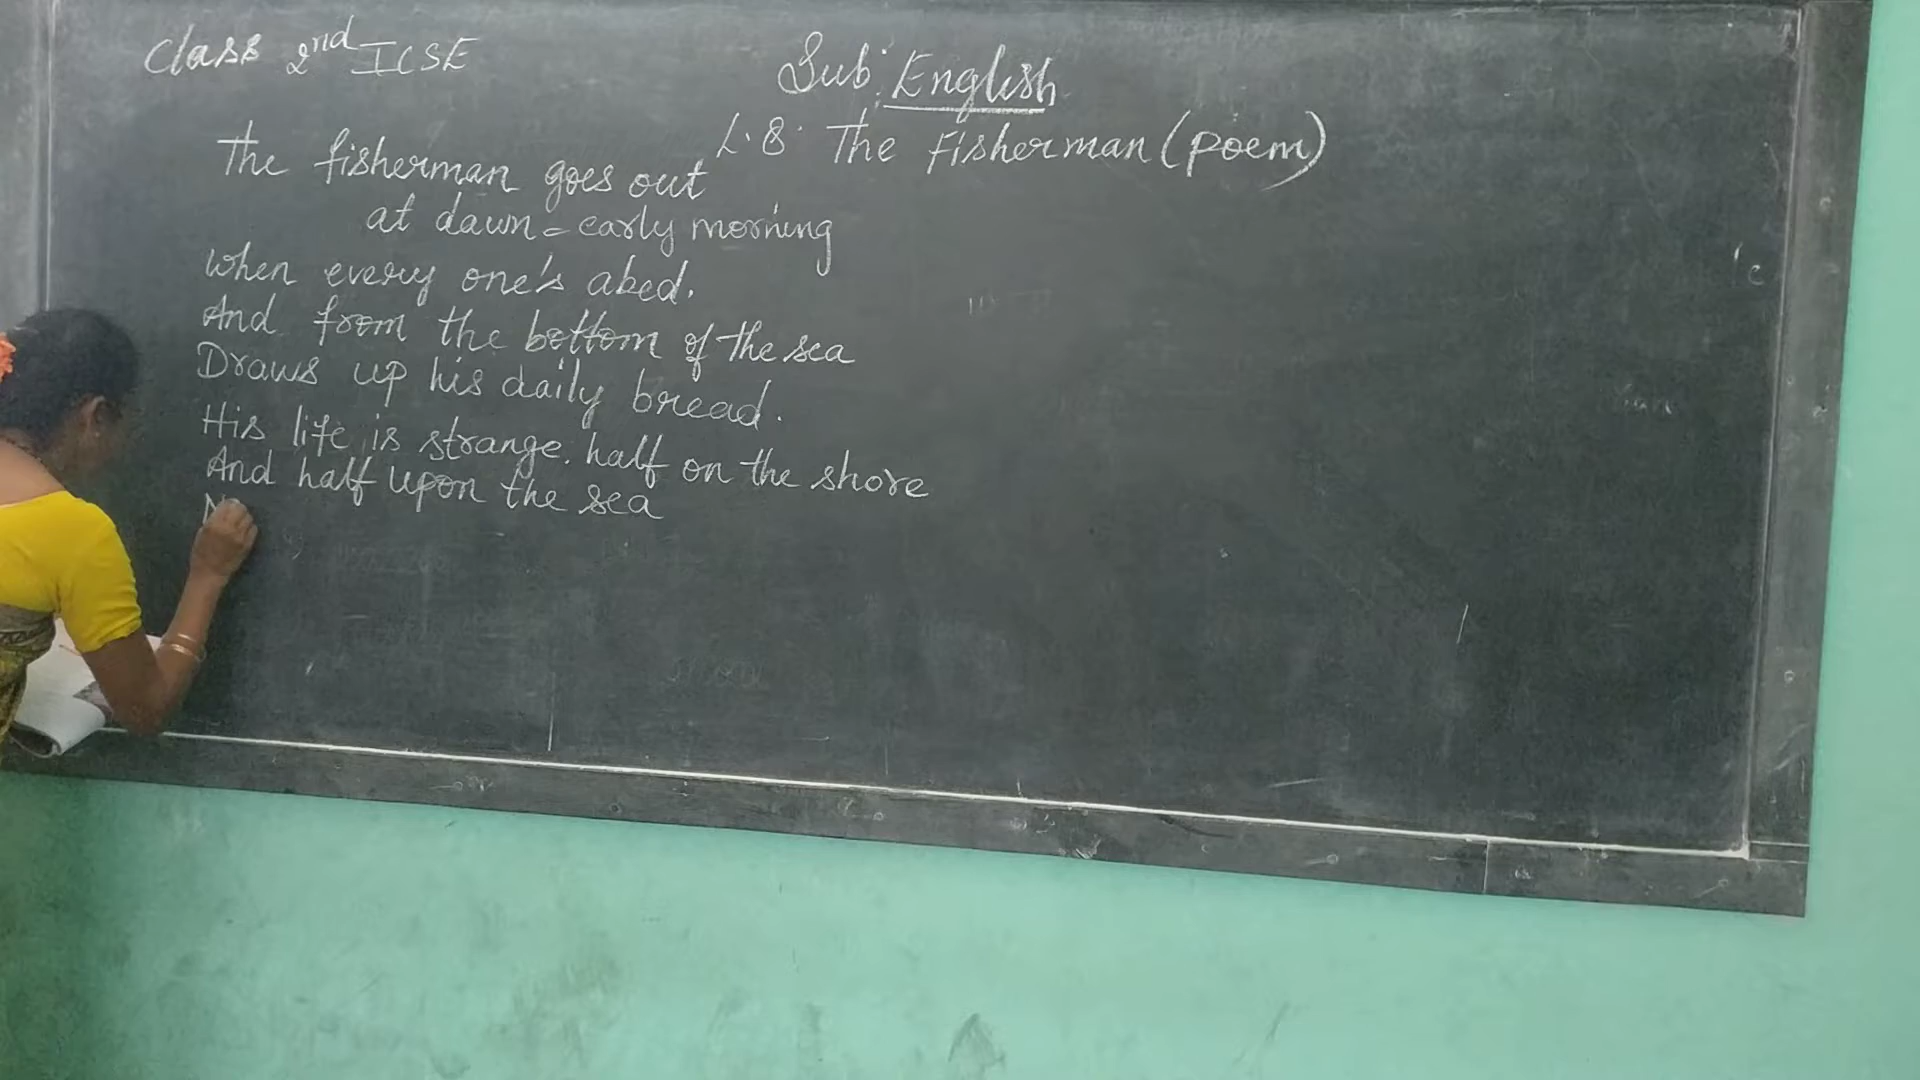 Class 2nd ICSE
Sub: English
L.8. The Fisherman (poem)
The fisherman goes out
at dawn = early morning
when every one's abed.
And from the bottom of the sea
Draws up his daily bread.
His life is strange. half on the shore
And half upon the sea
N